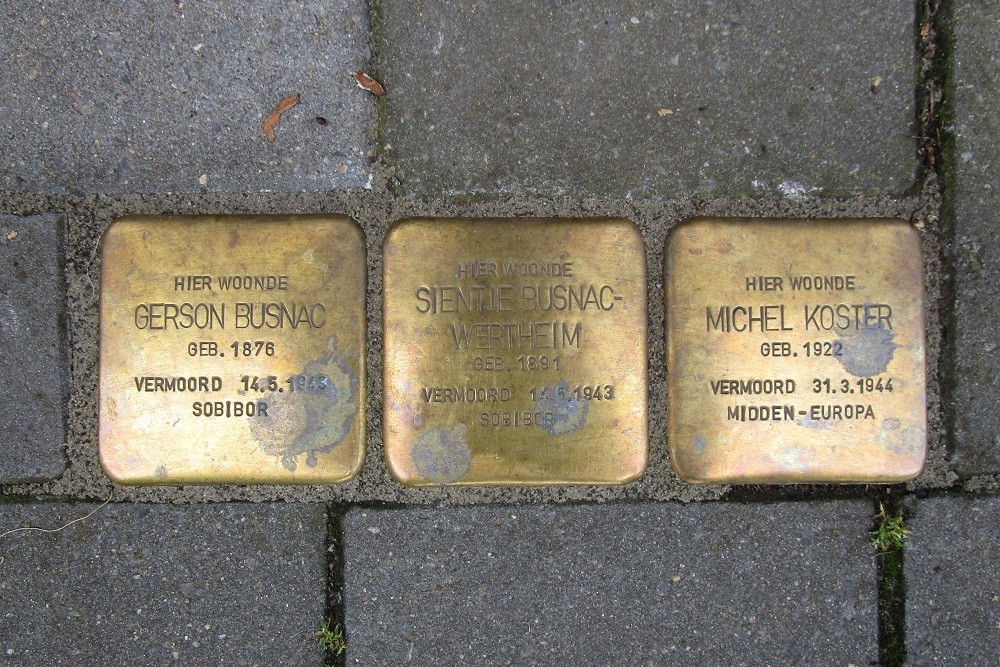 HIER WOONDE
GERSON BUSNAC
GEB. 1876
VERMOORD 14.5.1943
SOBIBOR
HIER WOONDE
SIENTJE BUSNAC-
WERTHEIM
GEB. 1891
VERMOORD 14.5.1943
SOBIBOR
HIER WOONDE
MICHEL KOSTER
GEB. 1922
VERMOORD 31.3.1944
MIDDEN-EUROPA